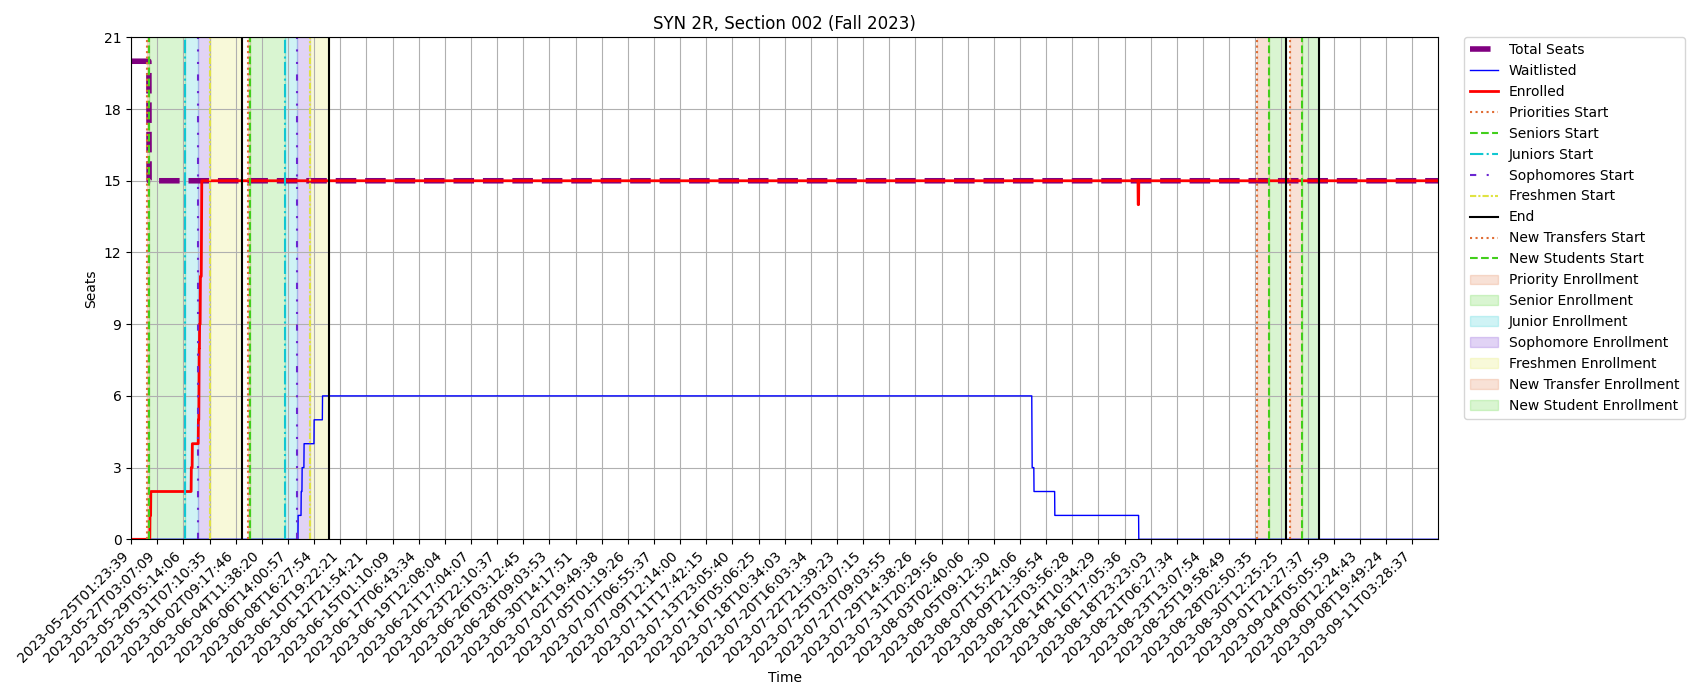 SYN 2R, Section 002 (Fall 2023)
21
18
15
12
9
6
3
0
Seats
2023-05-25T01:23:39
2023-05-27T03:07:09
2023-05-29T05:14:06
2023-05-31T07:10:35
2023-06-02T09:17:46
2023-06-04T11:38:20
2023-06-06T14:00:57
2023-06-08T16:27:54
2023-06-10T19:22:21
2023-06-12T21:54:21
2023-06-15T01:10:09
2023-06-17T06:43:34
2023-06-19T12:08:04
2023-06-21T17:04:07
2023-06-23T22:10:37
2023-06-26T03:12:45
2023-06-28T09:03:53
2023-06-30T14:17:51
2023-07-02T19:49:38
2023-07-05T01:19:26
2023-07-07T06:55:37
2023-07-09T12:14:00
2023-07-11T17:42:15
2023-07-13T23:05:40
2023-07-16T05:06:25
2023-07-18T10:34:03
2023-07-20T16:03:34
2023-07-22T21:39:23
2023-07-25T03:07:15
2023-07-27T09:03:55
2023-07-29T14:38:26
2023-07-31T20:29:56
2023-08-03T02:40:06
2023-08-05T09:12:30
2023-08-07T15:24:06
2023-08-09T21:36:54
2023-08-12T03:56:28
2023-08-14T10:34:29
2023-08-16T17:05:36
2023-08-18T23:23:03
2023-08-21T06:27:34
2023-08-23T13:07:54
2023-08-25T19:58:49
2023-08-28T02:50:35
2023-08-30T12:25:25
2023-09-01T21:27:37
2023-09-04T05:05:59
2023-09-06T12:24:43
2023-09-08T19:49:24
2023-09-11T03:28:37
Time
Total Seats
Waitlisted
Enrolled
Priorities Start
Seniors Start
Juniors Start
Sophomores Start
Freshmen Start
End
New Transfers Start
New Students Start
Priority Enrollment
Senior Enrollment
Junior Enrollment
Sophomore Enrollment
Freshmen Enrollment
New Transfer Enrollment
New Student Enrollment